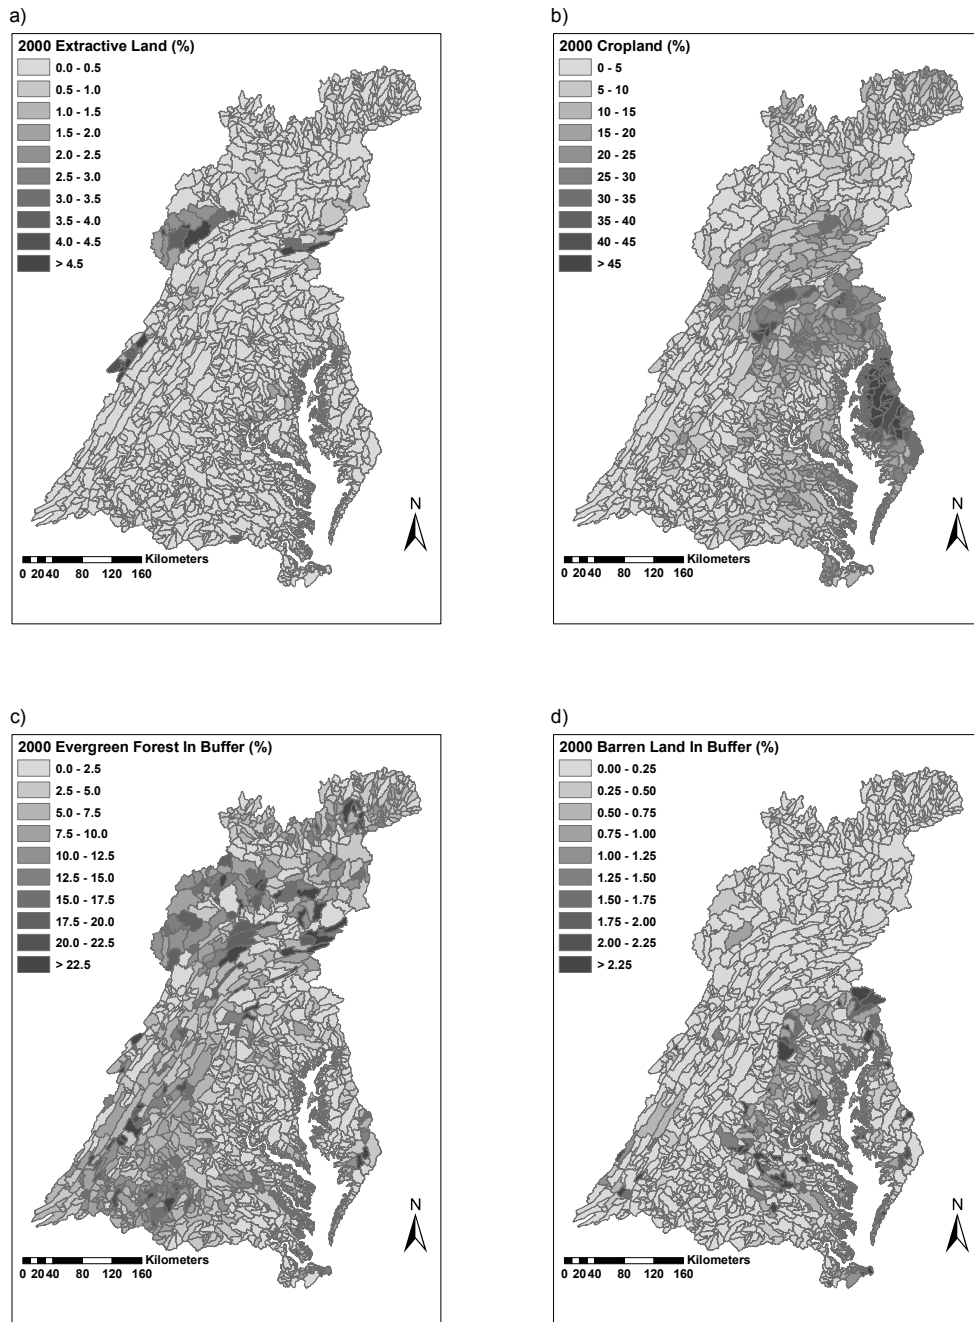 a)
2000 Extractive Land (%)
0.0 - 0.5
0.5 - 1.0
1.0 - 1.5
1.5 - 2.0
2.0 - 2.5
2.5 - 3.0
3.0 - 3.5
3.5 - 4.0
4.0 - 4.5
> 4.5
N
Kilometers
0 2040 80 120 160
b)
2000 Cropland (%)
0 - 5
5 - 10
10 - 15
15 - 20
20 - 25
25 - 30
30 - 35
35 - 40
40 - 45
> 45
N
Kilometers
0 2040 80 120 160
c)
2000 Evergreen Forest In Buffer (%)
0.0 - 2.5
2.5 - 5.0
5.0 - 7.5
7.5 - 10.0
10.0 - 12.5
12.5 - 15.0
15.0 - 17.5
17.5 - 20.0
20.0 - 22.5
> 22.5
N
Kilometers
0 2040 80 120 160
d)
2000 Barren Land In Buffer (%)
0.00 - 0.25
0.25 - 0.50
0.50 - 0.75
0.75 - 1.00
1.00 - 1.25
1.25 - 1.50
1.50 - 1.75
1.75 - 2.00
2.00 - 2.25
> 2.25
N
Kilometers
0 2040 80 120 160